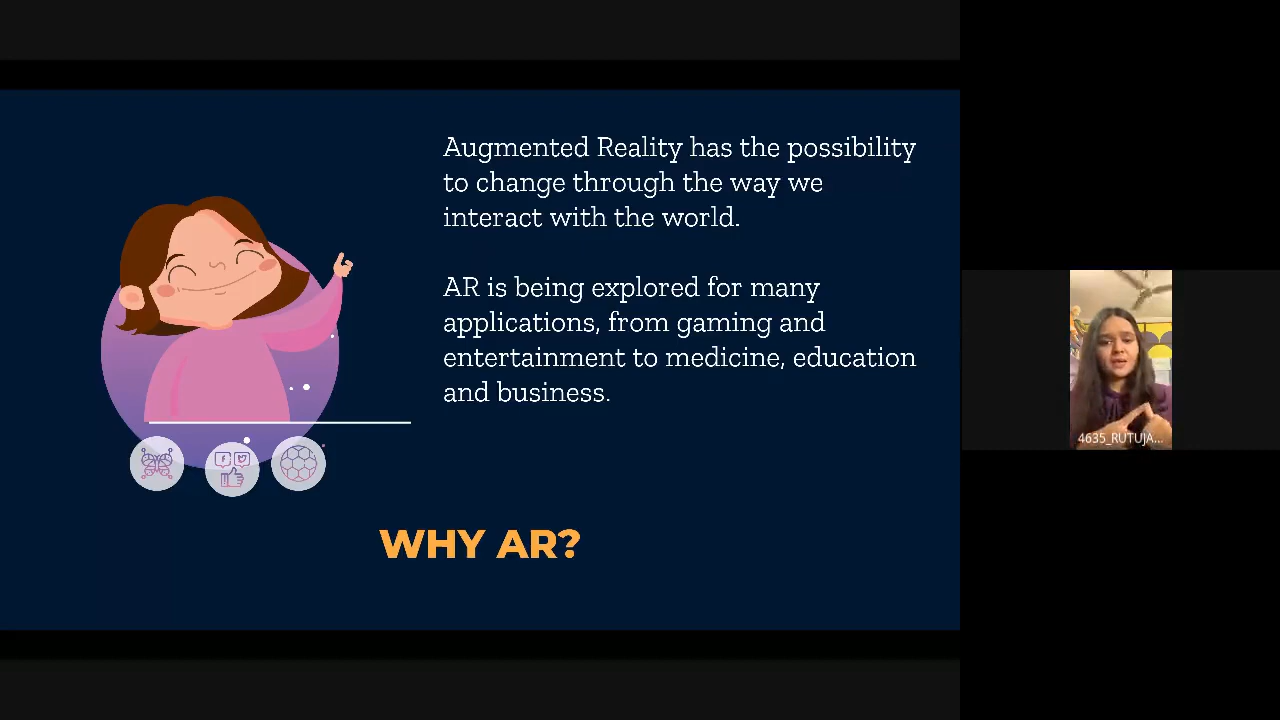 Augmented Reality has the possibility
to change through the way we
interact with the world.
AR is being explored for many
applications, from gaming and
entertainment to medicine, education
and business.
WHY AR?
4635_RUTUJA...